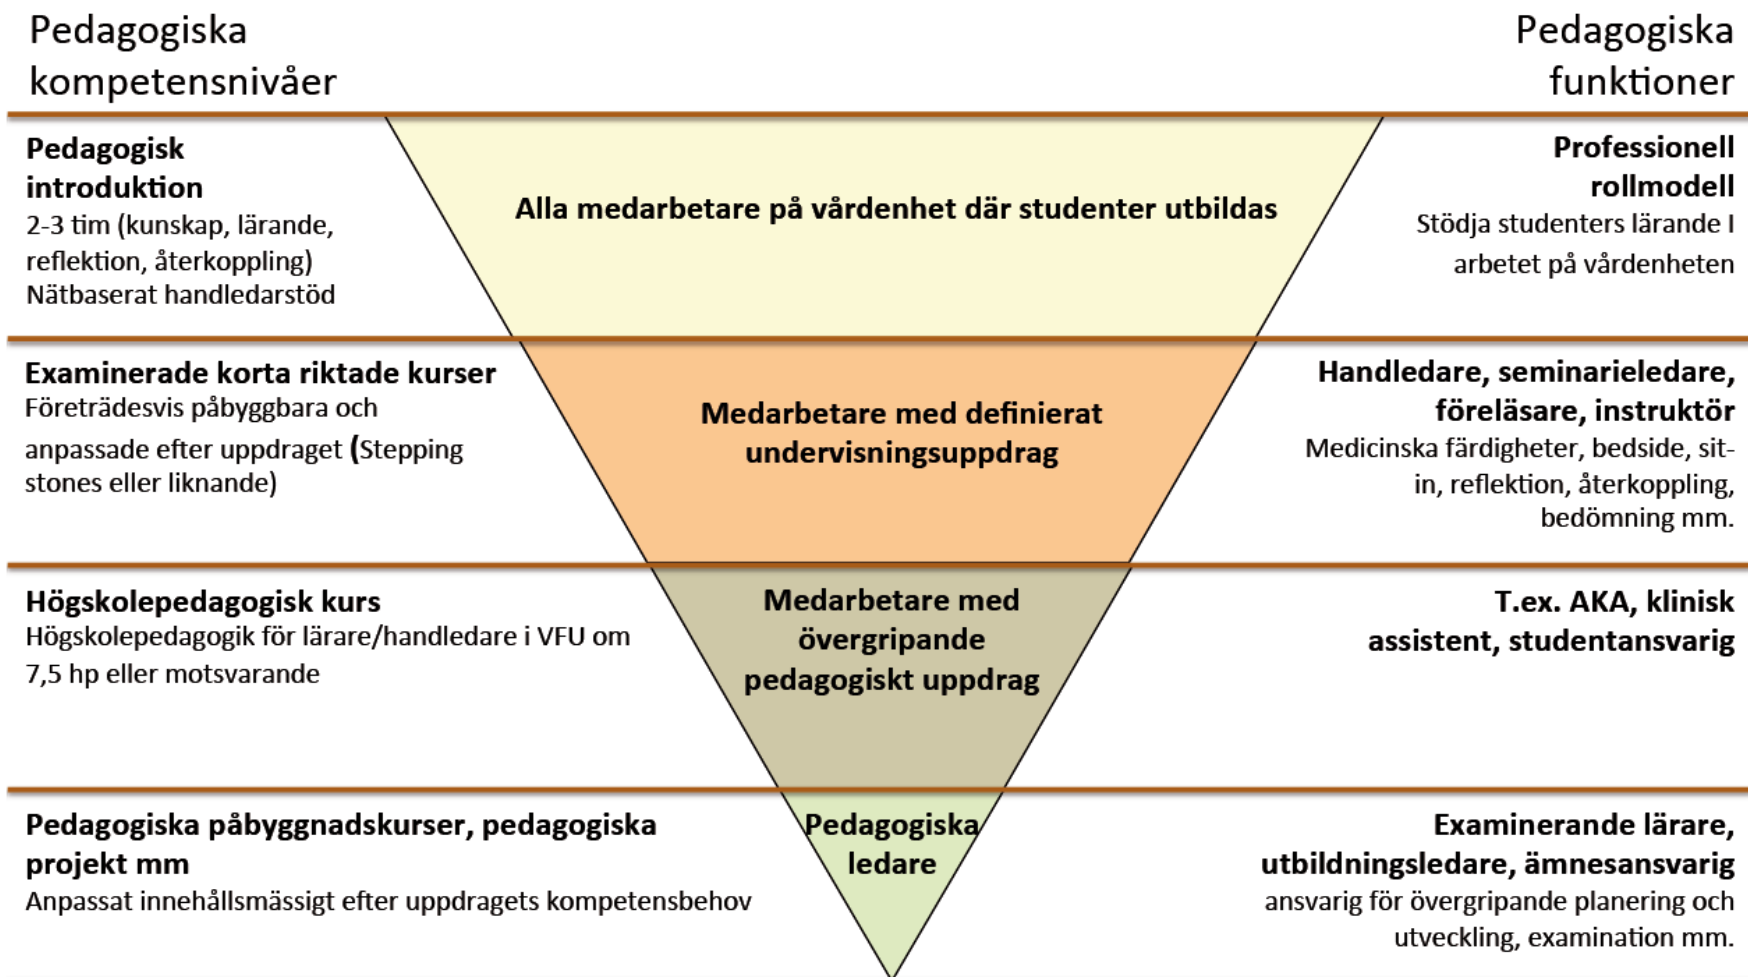 Pedagogiska
kompetensnivåer
Pedagogiska
funktioner
Pedagogisk
introduktion
2-3 tim (kunskap, lärande,
reflektion, återkoppling)
Nätbaserat handledarstöd
Alla medarbetare på vårdenhet där studenter utbildas
Professionell
rollmodell
Stödja studenters lärande I
arbetet på vårdenheten
Examinerade korta riktade kurser
Företrädesvis påbyggbara och
anpassade efter uppdraget (Stepping
stones eller liknande)
Medarbetare med definierat
undervisningsuppdrag
Handledare, seminarieledare,
föreläsare, instruktör
Medicinska färdigheter, bedside, sit-
in, reflektion, återkoppling,
bedömning mm.
Högskolepedagogisk kurs
Högskolepedagogik för lärare/handledare i VFU om
7,5 hp eller motsvarande
Medarbetare med
övergripande
pedagogiskt uppdrag
T.ex. AKA, klinisk
assistent, studentansvarig
Pedagogiska påbyggnadskurser, pedagogiska
projekt mm
Anpassat innehållsmässigt efter uppdragets kompetensbehov
Pedagogiska
ledare
Examinerande lärare,
utbildningsledare, ämnesansvarig
ansvarig för övergripande planering och
utveckling, examination mm.